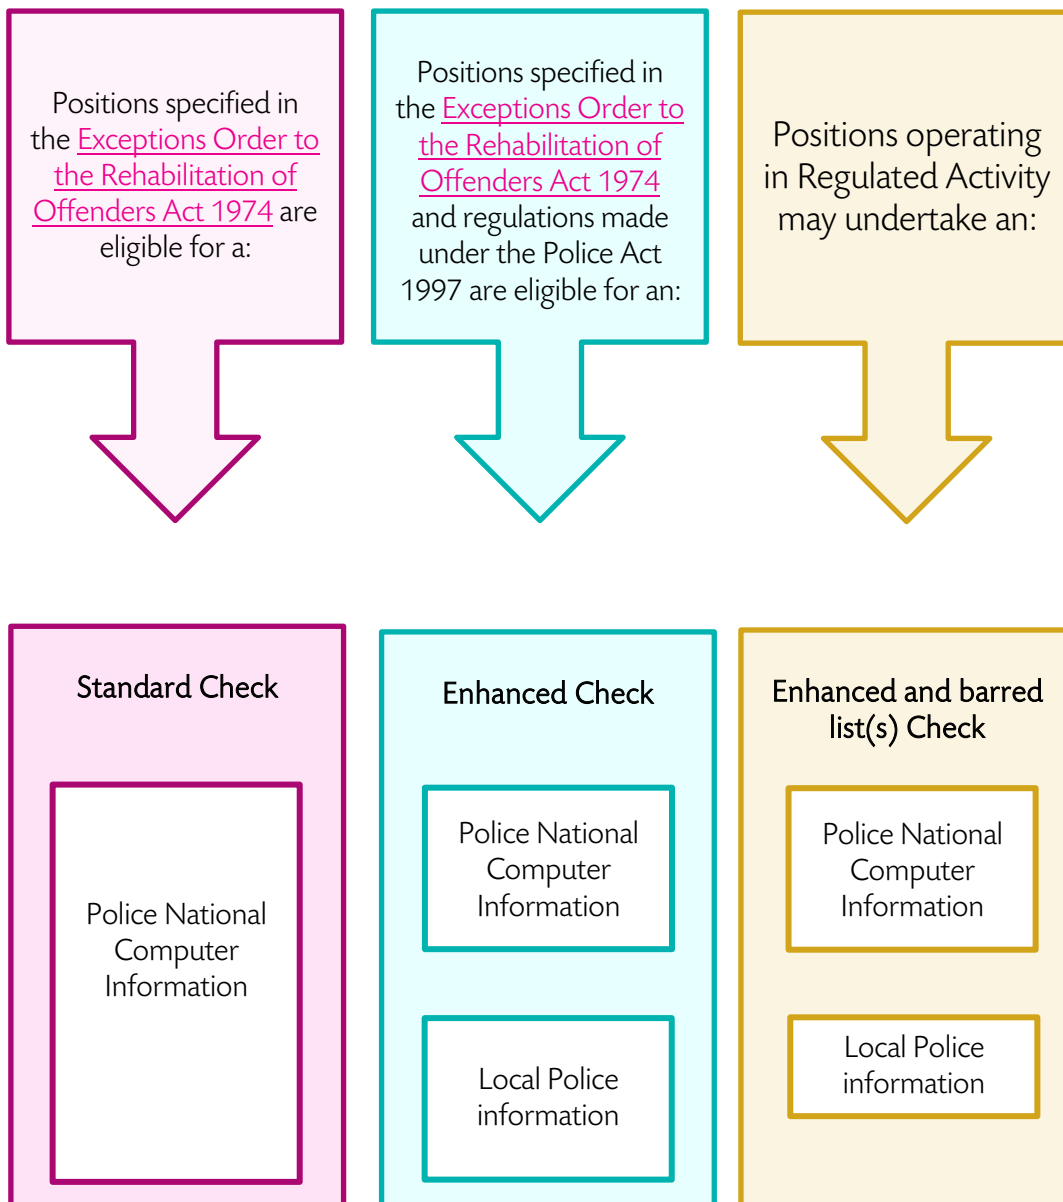 Positions specified in
the Exceptions Order to
the Rehabilitation of
Offenders Act 1974 are
eligible for a:
Positions specified in
the Exceptions Order to
the Rehabilitation of
Offenders Act 1974
and regulations made
under the Police Act
1997 are eligible for an:
Positions operating
in Regulated Activity
may undertake an:
Standard Check
Police National
Computer
Information
Enhanced Check
Police National
Computer
Information
Local Police
information
Enhanced and barred
list(s) Check
Police National
Computer
Information
Local Police
information